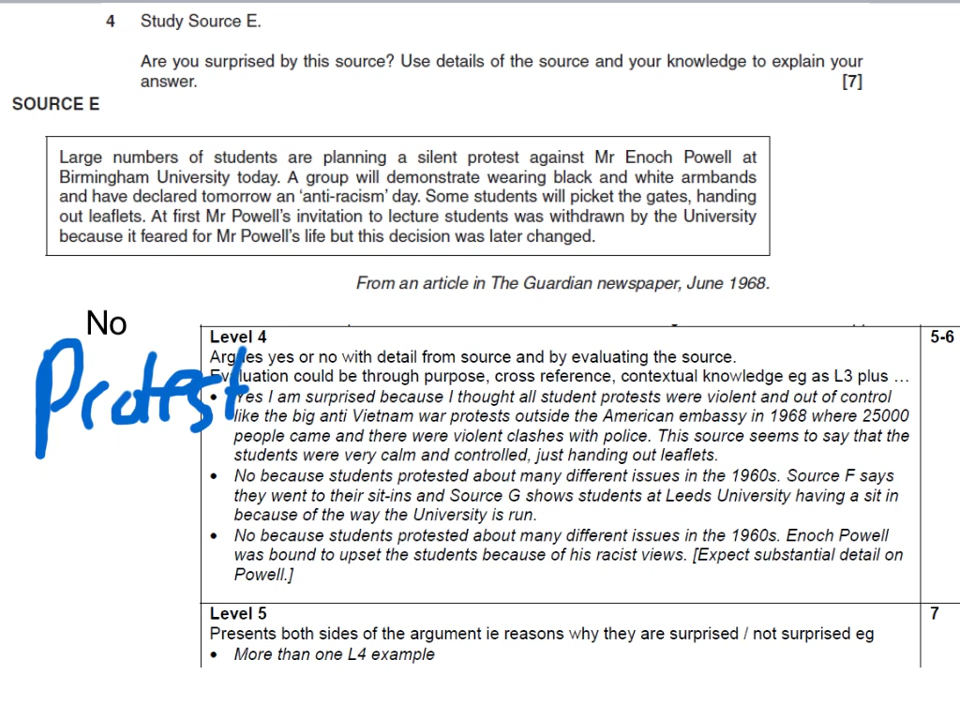 4 Study Source E.
Are you surprised by this source? Use details of the source and your knowledge to explain your
answer. [7]
SOURCE E
Large numbers of students are planning a silent protest against Mr Enoch Powell at
Birmingham University today. A group will demonstrate wearing black and white armbands
and have declared tomorrow an ‘anti-racism’ day. Some students will picket the gates, handing
out leaflets. At first Mr Powell’s invitation to lecture students was withdrawn by the University
because it feared for Mr Powell’s life but this decision was later changed.
From an article in The Guardian newspaper, June 1968.
No
Protest
Level 4 5-6
Argues yes or no with detail from source and by evaluating the source.
Evaluation could be through purpose, cross reference, contextual knowledge eg as L3 plus …
• Yes I am surprised because I thought all student protests were violent and out of control
like the big anti Vietnam war protests outside the American embassy in 1968 where 25000
people came and there were violent clashes with police. This source seems to say that the
students were very calm and controlled, just handing out leaflets.
• No because students protested about many different issues in the 1960s. Source F says
they went to their sit-ins and Source G shows students at Leeds University having a sit in
because of the way the University is run.
• No because students protested about many different issues in the 1960s. Enoch Powell
was bound to upset the students because of his racist views. [Expect substantial detail on
Powell.]
Level 5 7
Presents both sides of the argument ie reasons why they are surprised / not surprised eg
• More than one L4 example